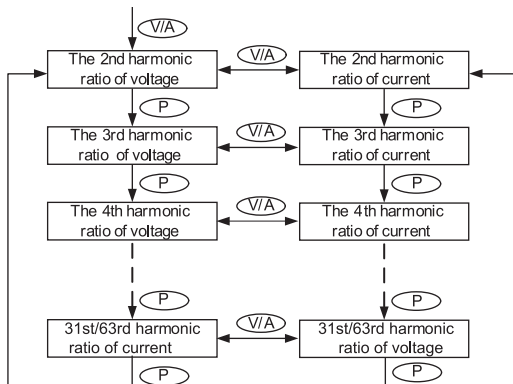 V/A
The 2nd harmonic
ratio of voltage
V/A
The 2nd harmonic
ratio of current
P
P
The 3rd harmonic
ratio of voltage
V/A
The 3rd harmonic
ratio of current
P
P
The 4th harmonic
ratio of voltage
V/A
The 4th harmonic
ratio of current
P
P
31st/63rd harmonic
ratio of current
V/A
31st/63rd harmonic
ratio of voltage
P
P